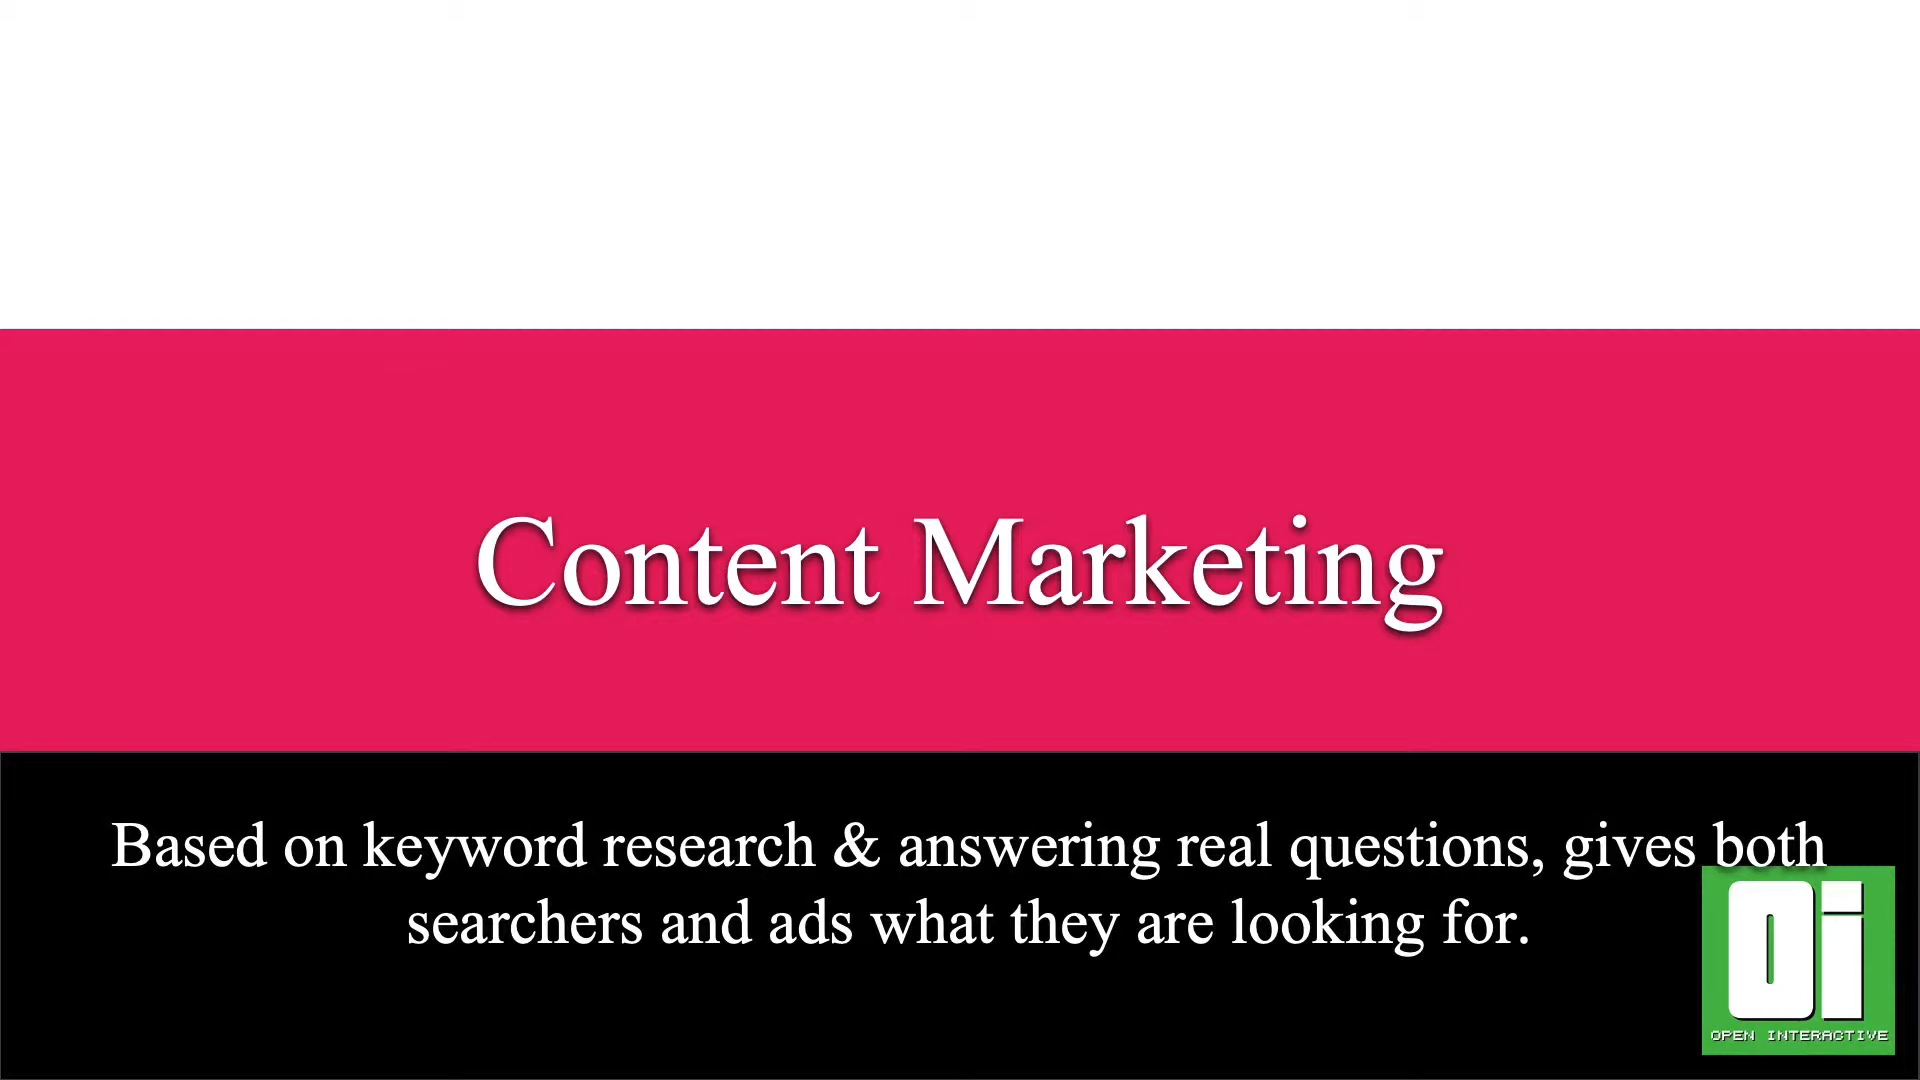 Content Marketing
Based on keyword research & answering real questions, gives both
searchers and ads what they are looking for.
Oi
OPEN INTERACTIVE